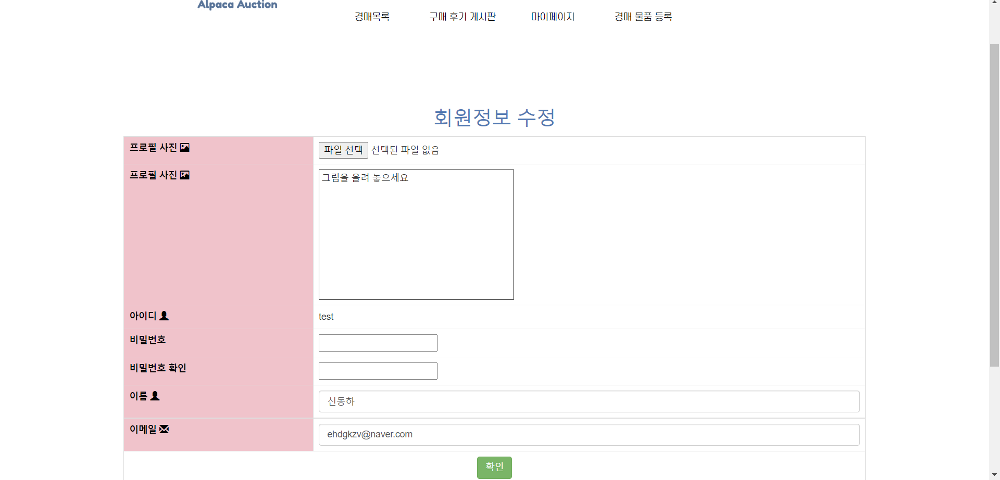 Alpaca Auction
경매목록 구매 후기 게시판 마이페이지 경매 물품 등록
회원정보 수정
프로필 사진 파일 선택 선택된 파일 없음
프로필 사진 그림을 올려 놓으세요
아이디 test
비밀번호
비밀번호 확인
이름 신동하
이메일 ehdgkzv@naver.com
확인